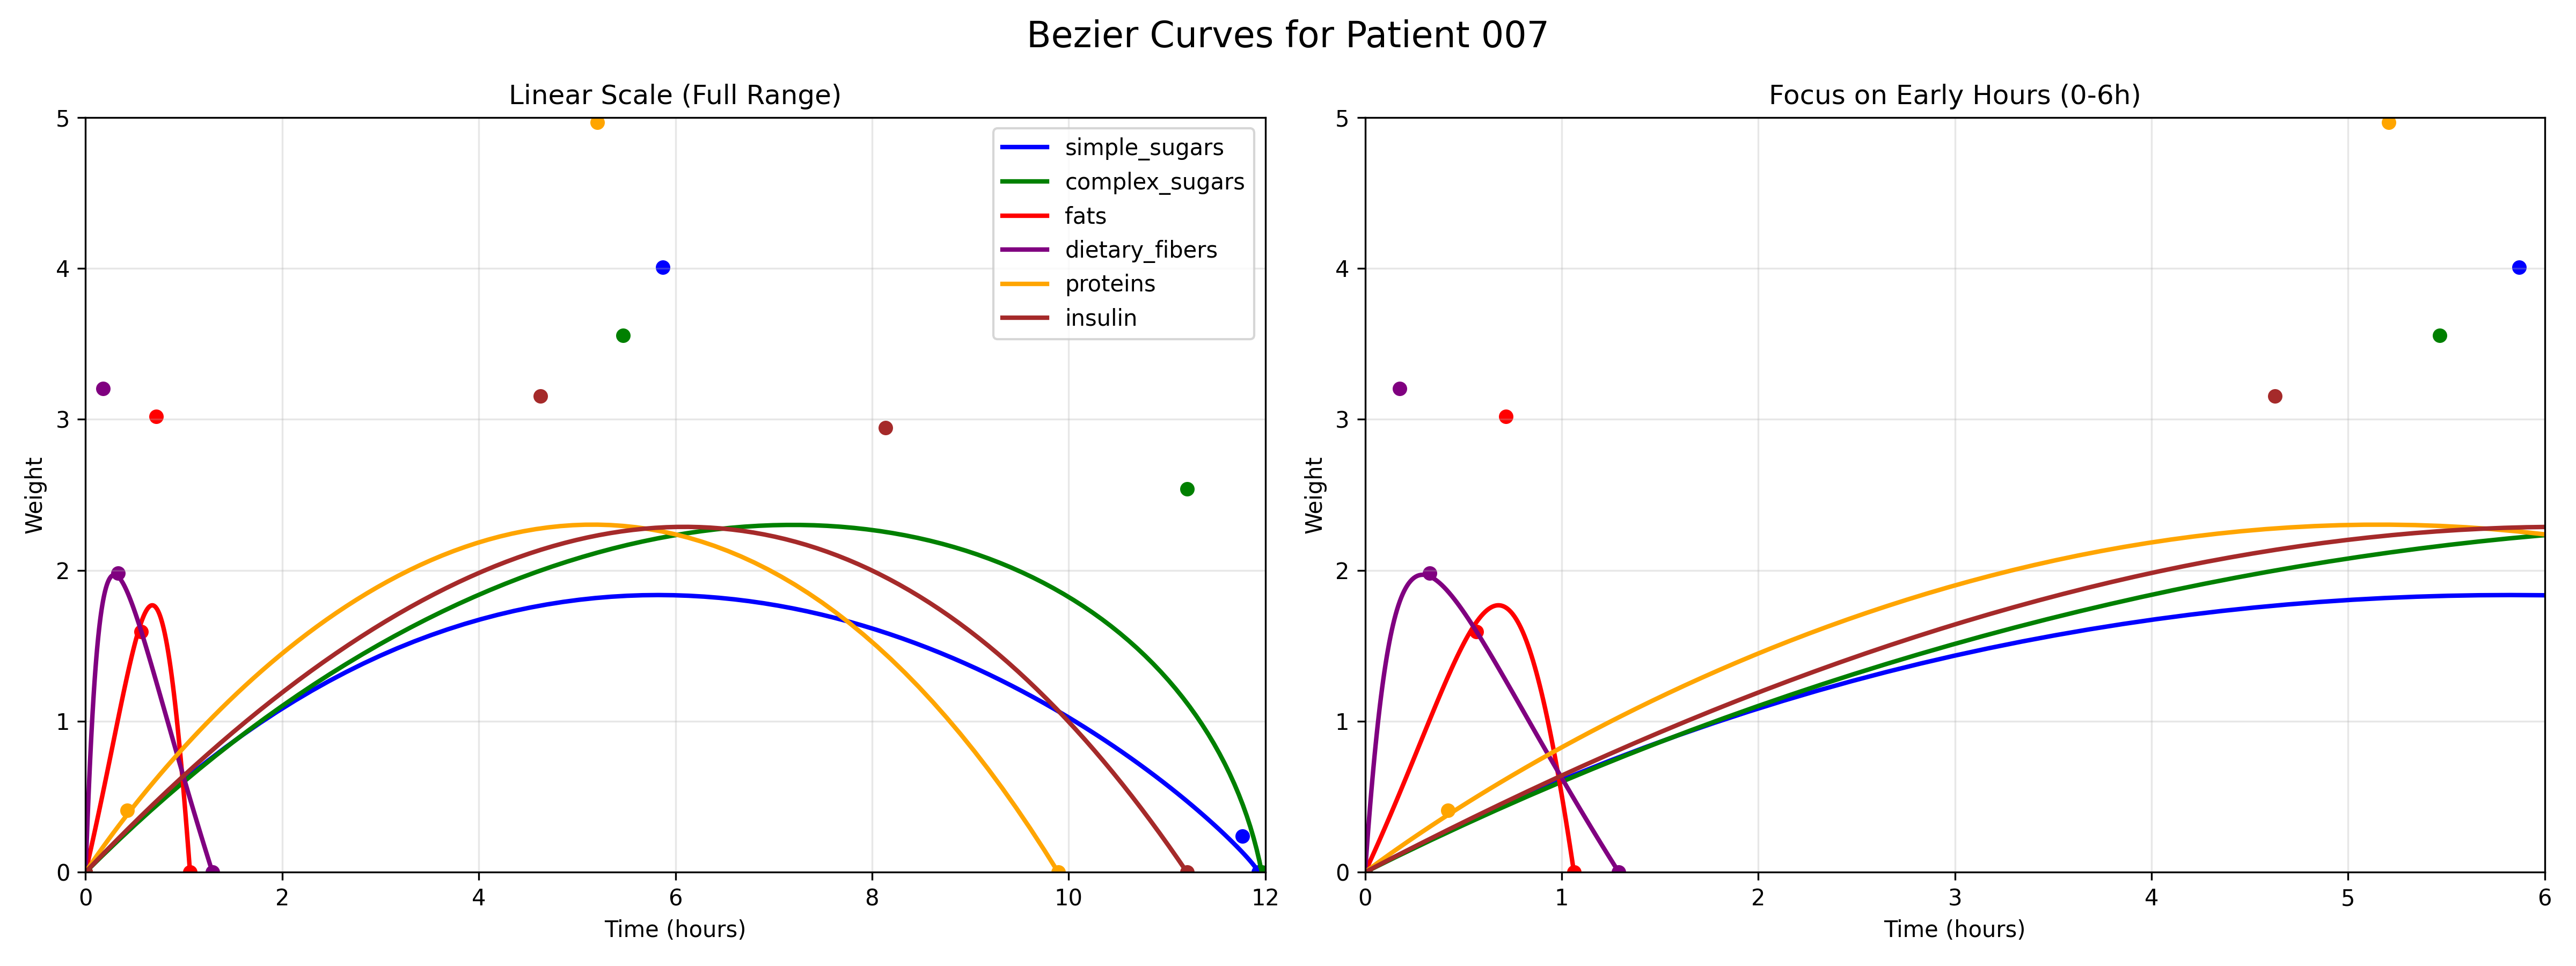 Bezier Curves for Patient 007
Linear Scale (Full Range)
5
4
3
2
1
0
Weight
0 2 4 6 8 10 12
Time (hours)
simple_sugars
complex_sugars
fats
dietary_fibers
proteins
insulin
Focus on Early Hours (0-6h)
5
4
3
2
1
0
Weight
0 1 2 3 4 5 6
Time (hours)